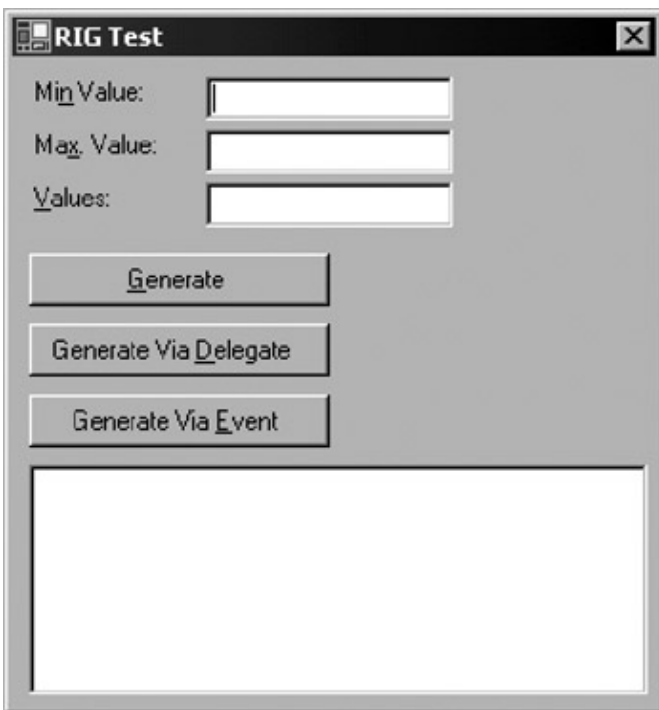 RIG Test
Min Value:
Max. Value:
Values:
Generate
Generate Via Delegate
Generate Via Event